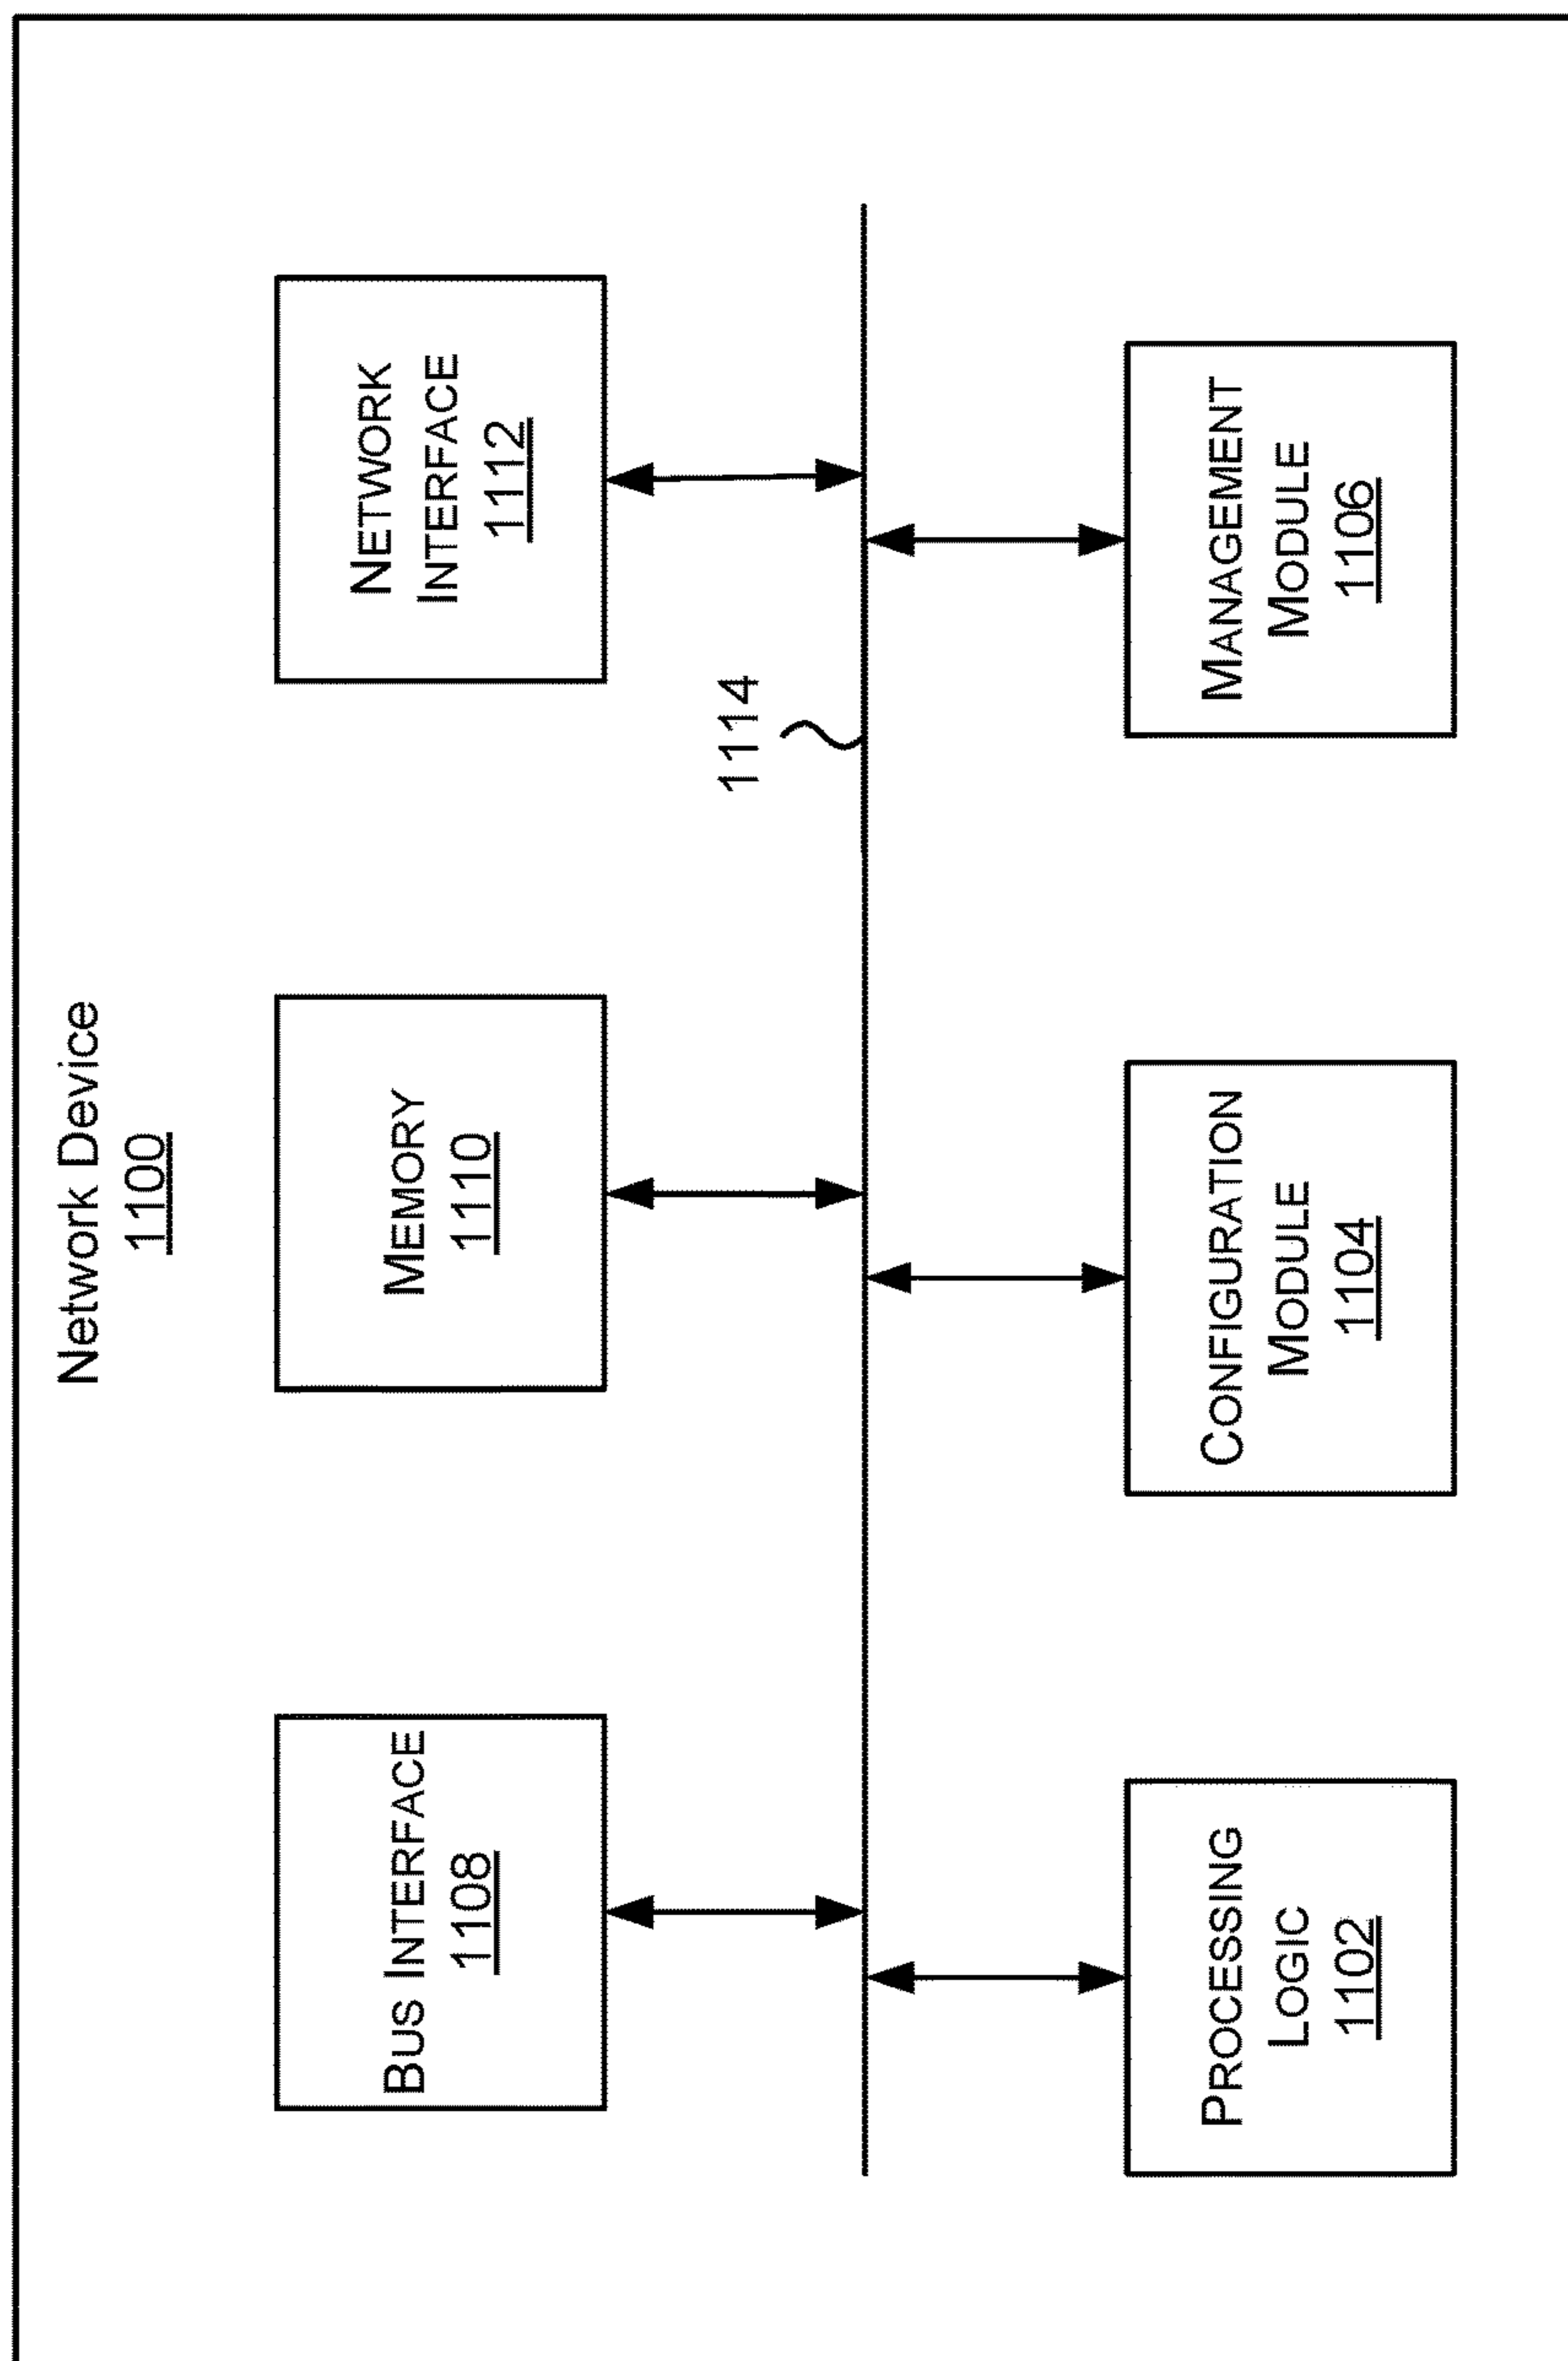 Network Device
1100
BUS INTERFACE
1108
MEMORY
1110
NETWORK
INTERFACE
1112
1114
PROCESSING
LOGIC
1102
CONFIGURATION
MODULE
1104
MANAGEMENT
MODULE
1106